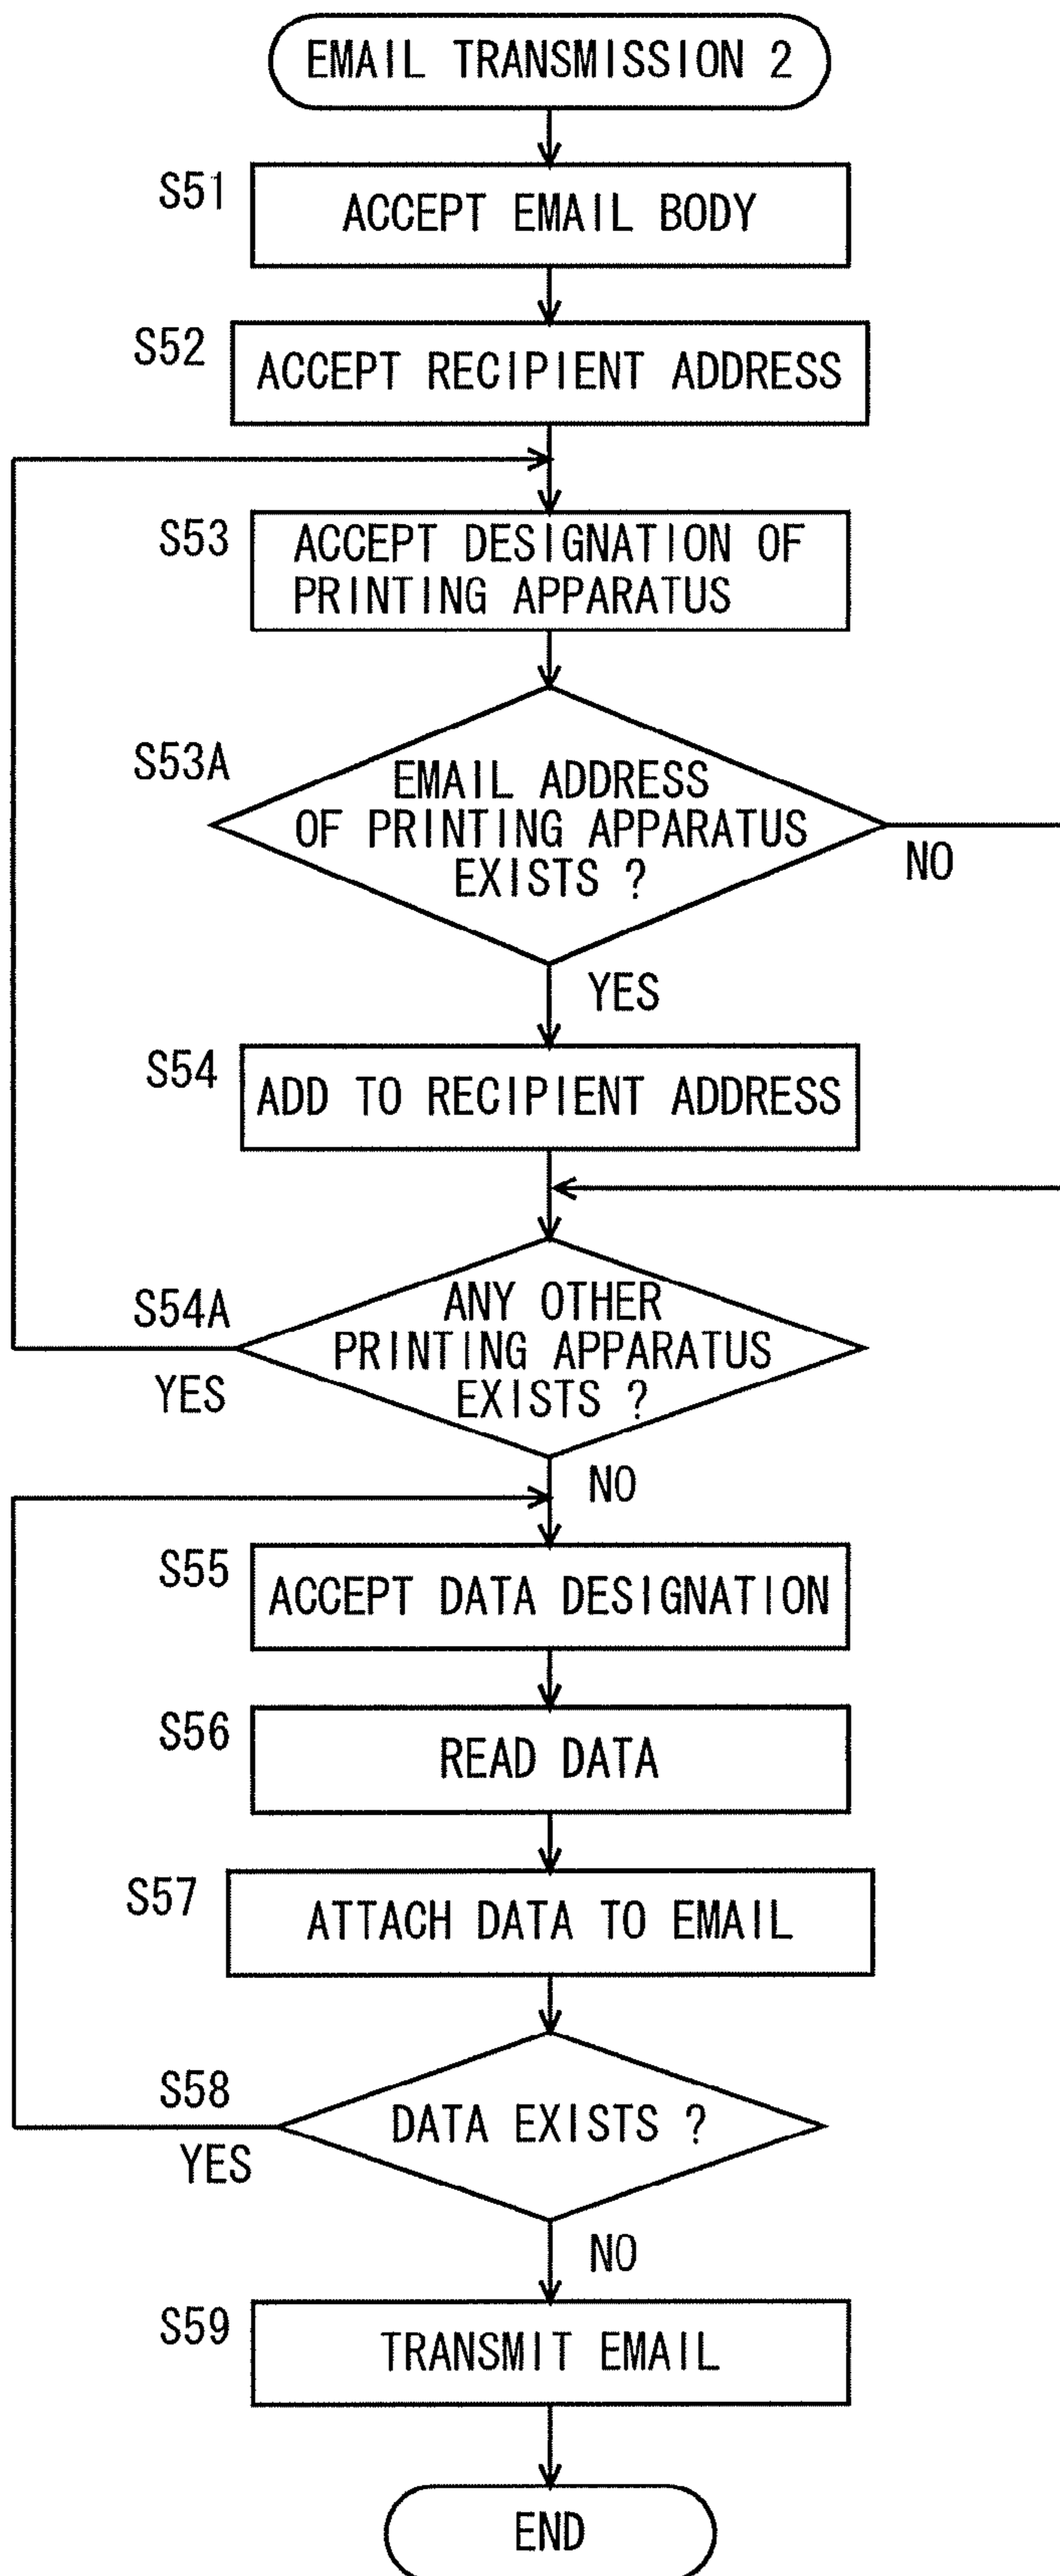 EMAIL TRANSMISSION 2
S51
ACCEPT EMAIL BODY
S52
ACCEPT RECIPIENT ADDRESS
S53
ACCEPT DESIGNATION OF
PRINTING APPARATUS
S53A
EMAIL ADDRESS
OF PRINTING APPARATUS
EXISTS ?
NO
YES
S54
ADD TO RECIPIENT ADDRESS
S54A
ANY OTHER
PRINTING APPARATUS
EXISTS ?
YES
NO
S55
ACCEPT DATA DESIGNATION
S56
READ DATA
S57
ATTACH DATA TO EMAIL
S58
DATA EXISTS ?
YES
NO
S59
TRANSMIT EMAIL
END